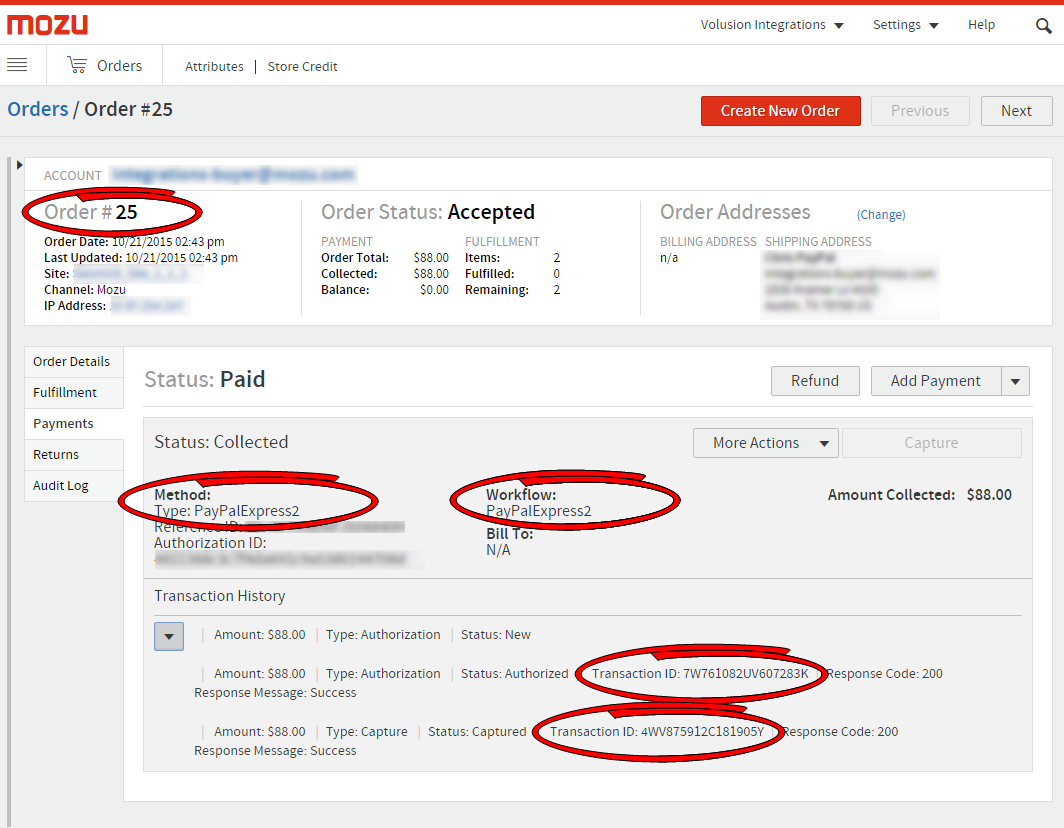 mozu
Volusion Integrations Settings Help
Orders Attributes | Store Credit
Orders / Order #25
Create New Order Previous Next
ACCOUNT
Order # 25
Order Date: 10/21/2015 02:43 pm
Last Updated: 10/21/2015 02:43 pm
Site:
Channel: Mozu
IP Address:
Order Status: Accepted
PAYMENT
Order Total: $88.00
Collected: $88.00
Balance: $0.00
FULFILLMENT
Items: 2
Fulfilled: 0
Remaining: 2
Order Addresses (Change)
BILLING ADDRESS
n/a
SHIPPING ADDRESS
Order Details
Fulfillment
Payments
Returns
Audit Log
Status: Paid
Refund Add Payment
Status: Collected
More Actions Capture
Method:
Type: PayPalExpress2
Reference ID:
Authorization ID:
Workflow:
PayPalExpress2
Bill To:
N/A
Amount Collected: $88.00
Transaction History
| Amount: $88.00 | Type: Authorization | Status: New
| Amount: $88.00 | Type: Authorization | Status: Authorized | Transaction ID: 7W761082UV607283K | Response Code: 200
Response Message: Success
| Amount: $88.00 | Type: Capture | Status: Captured | Transaction ID: 4WV875912C181905Y | Response Code: 200
Response Message: Success